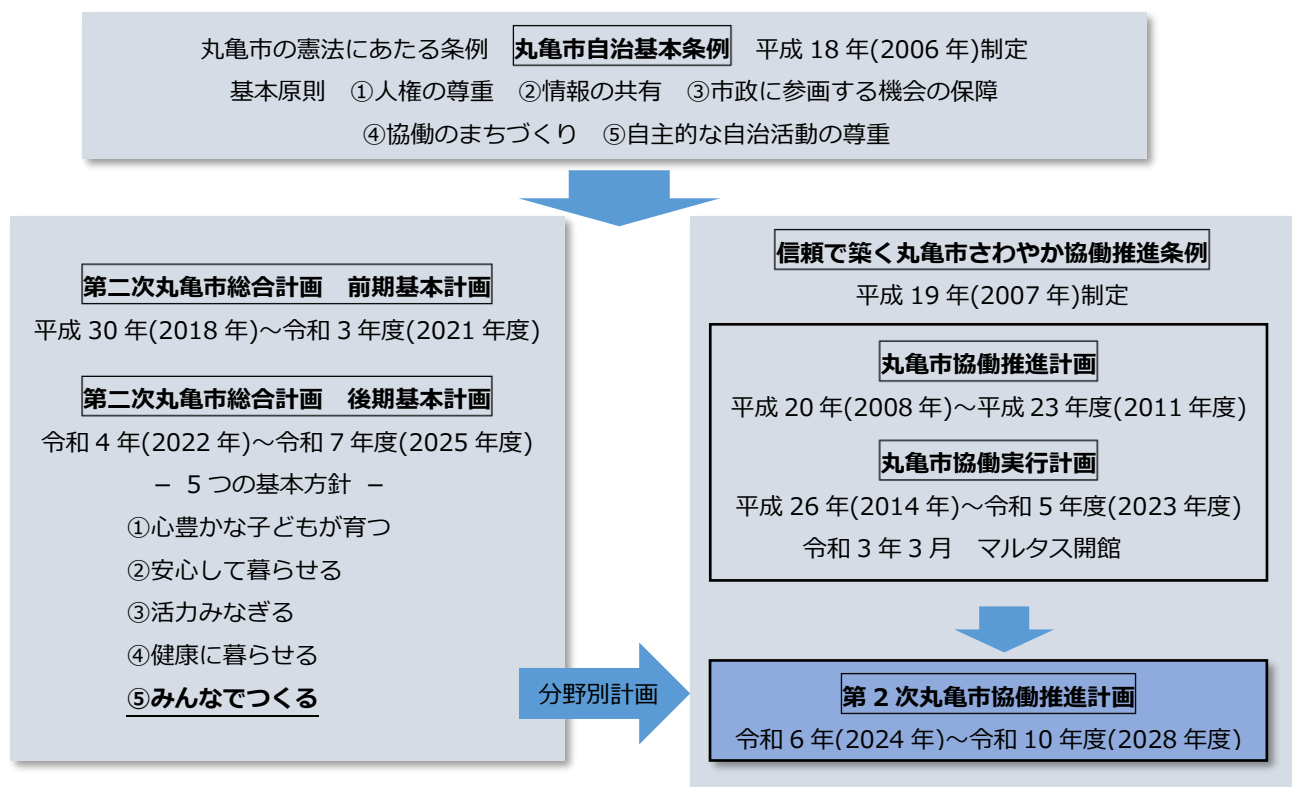 丸亀市の憲法にあたる条例 丸亀市自治基本条例 平成 18 年(2006 年)制定
基本原則 ①人権の尊重 ②情報の共有 ③市政に参画する機会の保障
④協働のまちづくり ⑤自主的な自治活動の尊重
第二次丸亀市総合計画 前期基本計画
平成 30 年(2018 年)～令和 3 年度(2021 年度)
第二次丸亀市総合計画 後期基本計画
令和 4 年(2022 年)～令和 7 年度(2025 年度)
－ 5 つの基本方針 －
①心豊かな子どもが育つ
②安心して暮らせる
③活力みなぎる
④健康に暮らせる
⑤みんなでつくる
分野別計画
信頼で築く丸亀市さわやか協働推進条例
平成 19 年(2007 年)制定
丸亀市協働推進計画
平成 20 年(2008 年)～平成 23 年度(2011 年度)
丸亀市協働実行計画
平成 26 年(2014 年)～令和 5 年度(2023 年度)
令和 3 年 3 月 マルタス開館
第 2 次丸亀市協働推進計画
令和 6 年(2024 年)～令和 10 年度(2028 年度)